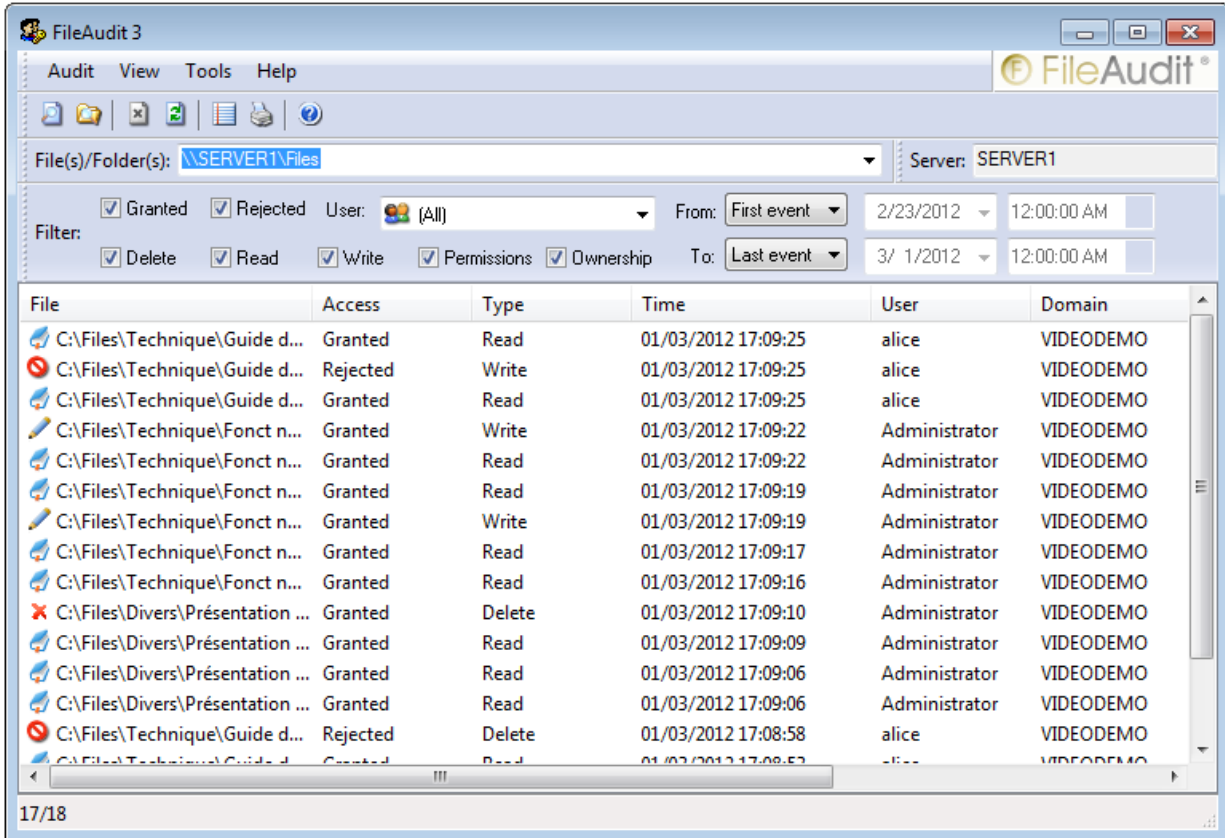 FileAudit 3
Audit View Tools Help
FileAudit®
File(s)/Folder(s): \\SERVER1\Files Server: SERVER1
Granted Rejected User: (All) From: First event 2/23/2012 12:00:00 AM
Filter:
Delete Read Write Permissions Ownership To: Last event 3/ 1/2012 12:00:00 AM
File Access Type Time User Domain
C:\Files\Technique\Guide d... Granted Read 01/03/2012 17:09:25 alice VIDEODEMO
C:\Files\Technique\Guide d... Rejected Write 01/03/2012 17:09:25 alice VIDEODEMO
C:\Files\Technique\Guide d... Granted Read 01/03/2012 17:09:25 alice VIDEODEMO
C:\Files\Technique\Fonct n... Granted Write 01/03/2012 17:09:22 Administrator VIDEODEMO
C:\Files\Technique\Fonct n... Granted Read 01/03/2012 17:09:22 Administrator VIDEODEMO
C:\Files\Technique\Fonct n... Granted Read 01/03/2012 17:09:19 Administrator VIDEODEMO
C:\Files\Technique\Fonct n... Granted Write 01/03/2012 17:09:19 Administrator VIDEODEMO
C:\Files\Technique\Fonct n... Granted Read 01/03/2012 17:09:17 Administrator VIDEODEMO
C:\Files\Technique\Fonct n... Granted Read 01/03/2012 17:09:16 Administrator VIDEODEMO
C:\Files\Divers\Présentation ... Granted Delete 01/03/2012 17:09:10 Administrator VIDEODEMO
C:\Files\Divers\Présentation ... Granted Read 01/03/2012 17:09:09 Administrator VIDEODEMO
C:\Files\Divers\Présentation ... Granted Read 01/03/2012 17:09:06 Administrator VIDEODEMO
C:\Files\Divers\Présentation ... Granted Read 01/03/2012 17:09:06 Administrator VIDEODEMO
C:\Files\Technique\Guide d... Rejected Delete 01/03/2012 17:08:58 alice VIDEODEMO
17/18